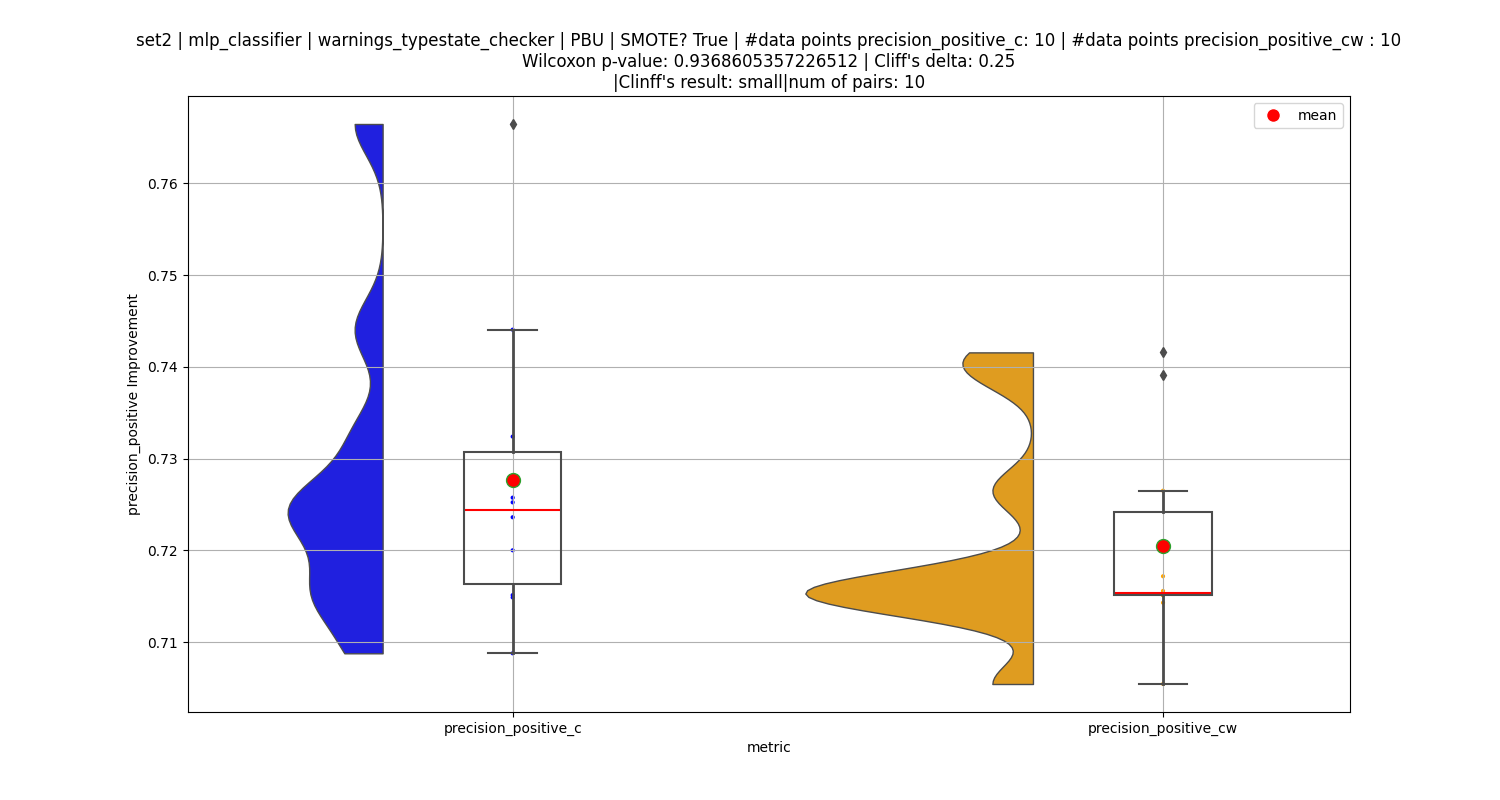 set2 | mlp_classifier | warnings_typestate_checker | PBU | SMOTE? True | #data points precision_positive_c: 10 | #data points precision_positive_cw : 10
Wilcoxon p-value: 0.9368605357226512 | Cliff's delta: 0.25
|Clinff's result: small|num of pairs: 10
mean
0.76
0.75
0.74
0.73
0.72
0.71
precision_positive Improvement
precision_positive_c
precision_positive_cw
metric